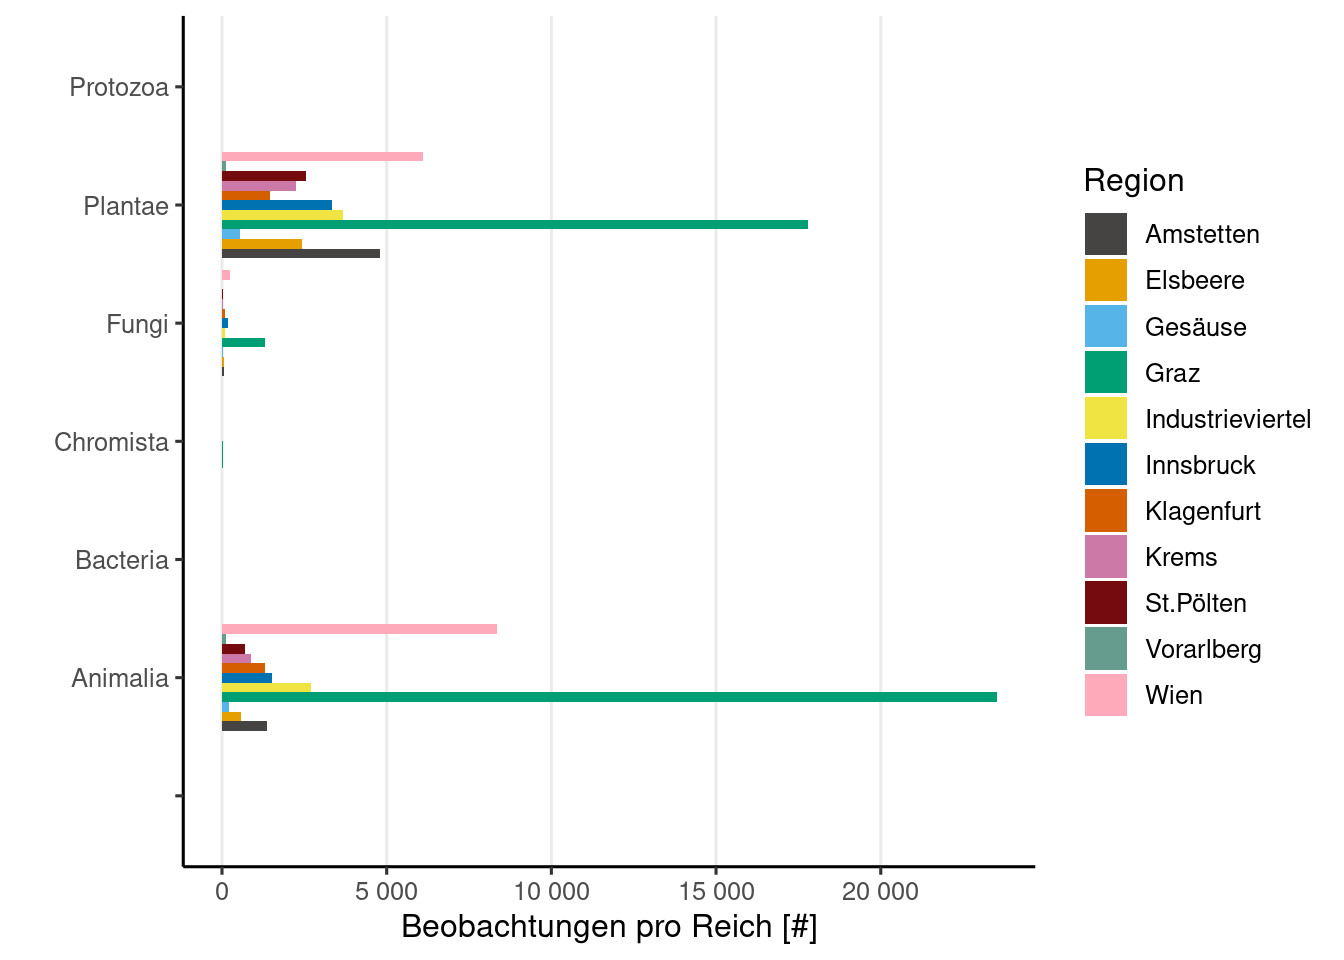 Protozoa
Plantae
Fungi
Chromista
Bacteria
Animalia
0
5 000
10 000
15 000
20 000
Beobachtungen pro Reich [#]
Region
Amstetten
Elsbeere
Gesäuse
Graz
Industrieviertel
Innsbruck
Klagenfurt
Krems
St.Pölten
Vorarlberg
Wien